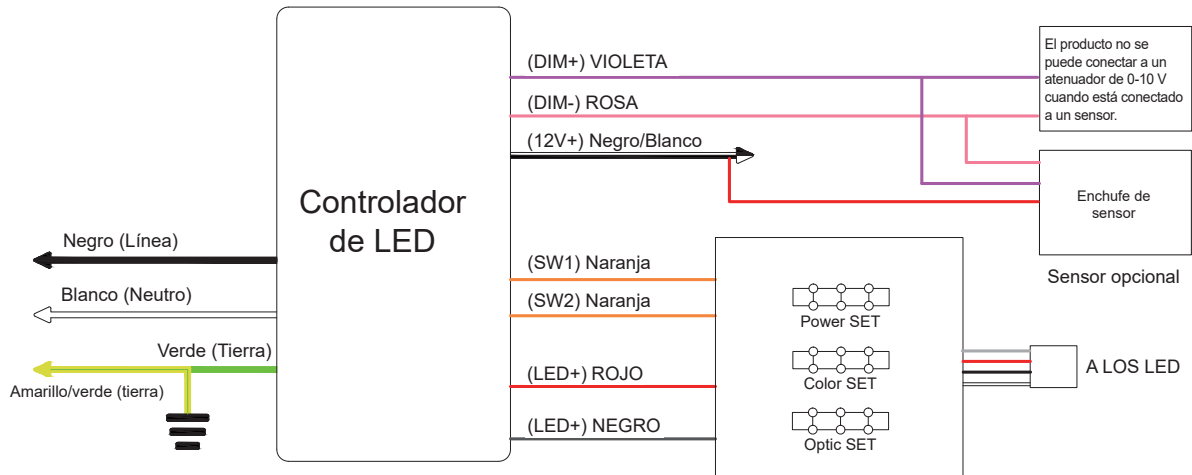 Controlador
de LED
Negro (Línea)
Blanco (Neutro)
Verde (Tierra)
Amarillo/verde (tierra)
(DIM+) VIOLETA
(DIM-) ROSA
(12V+) Negro/Blanco
(SW1) Naranja
(SW2) Naranja
(LED+) ROJO
(LED+) NEGRO
El producto no se
puede conectar a un
atenuador de 0-10 V
cuando está conectado
a un sensor.
Enchufe de
sensor
Sensor opcional
Power SET
Color SET
Optic SET
A LOS LED